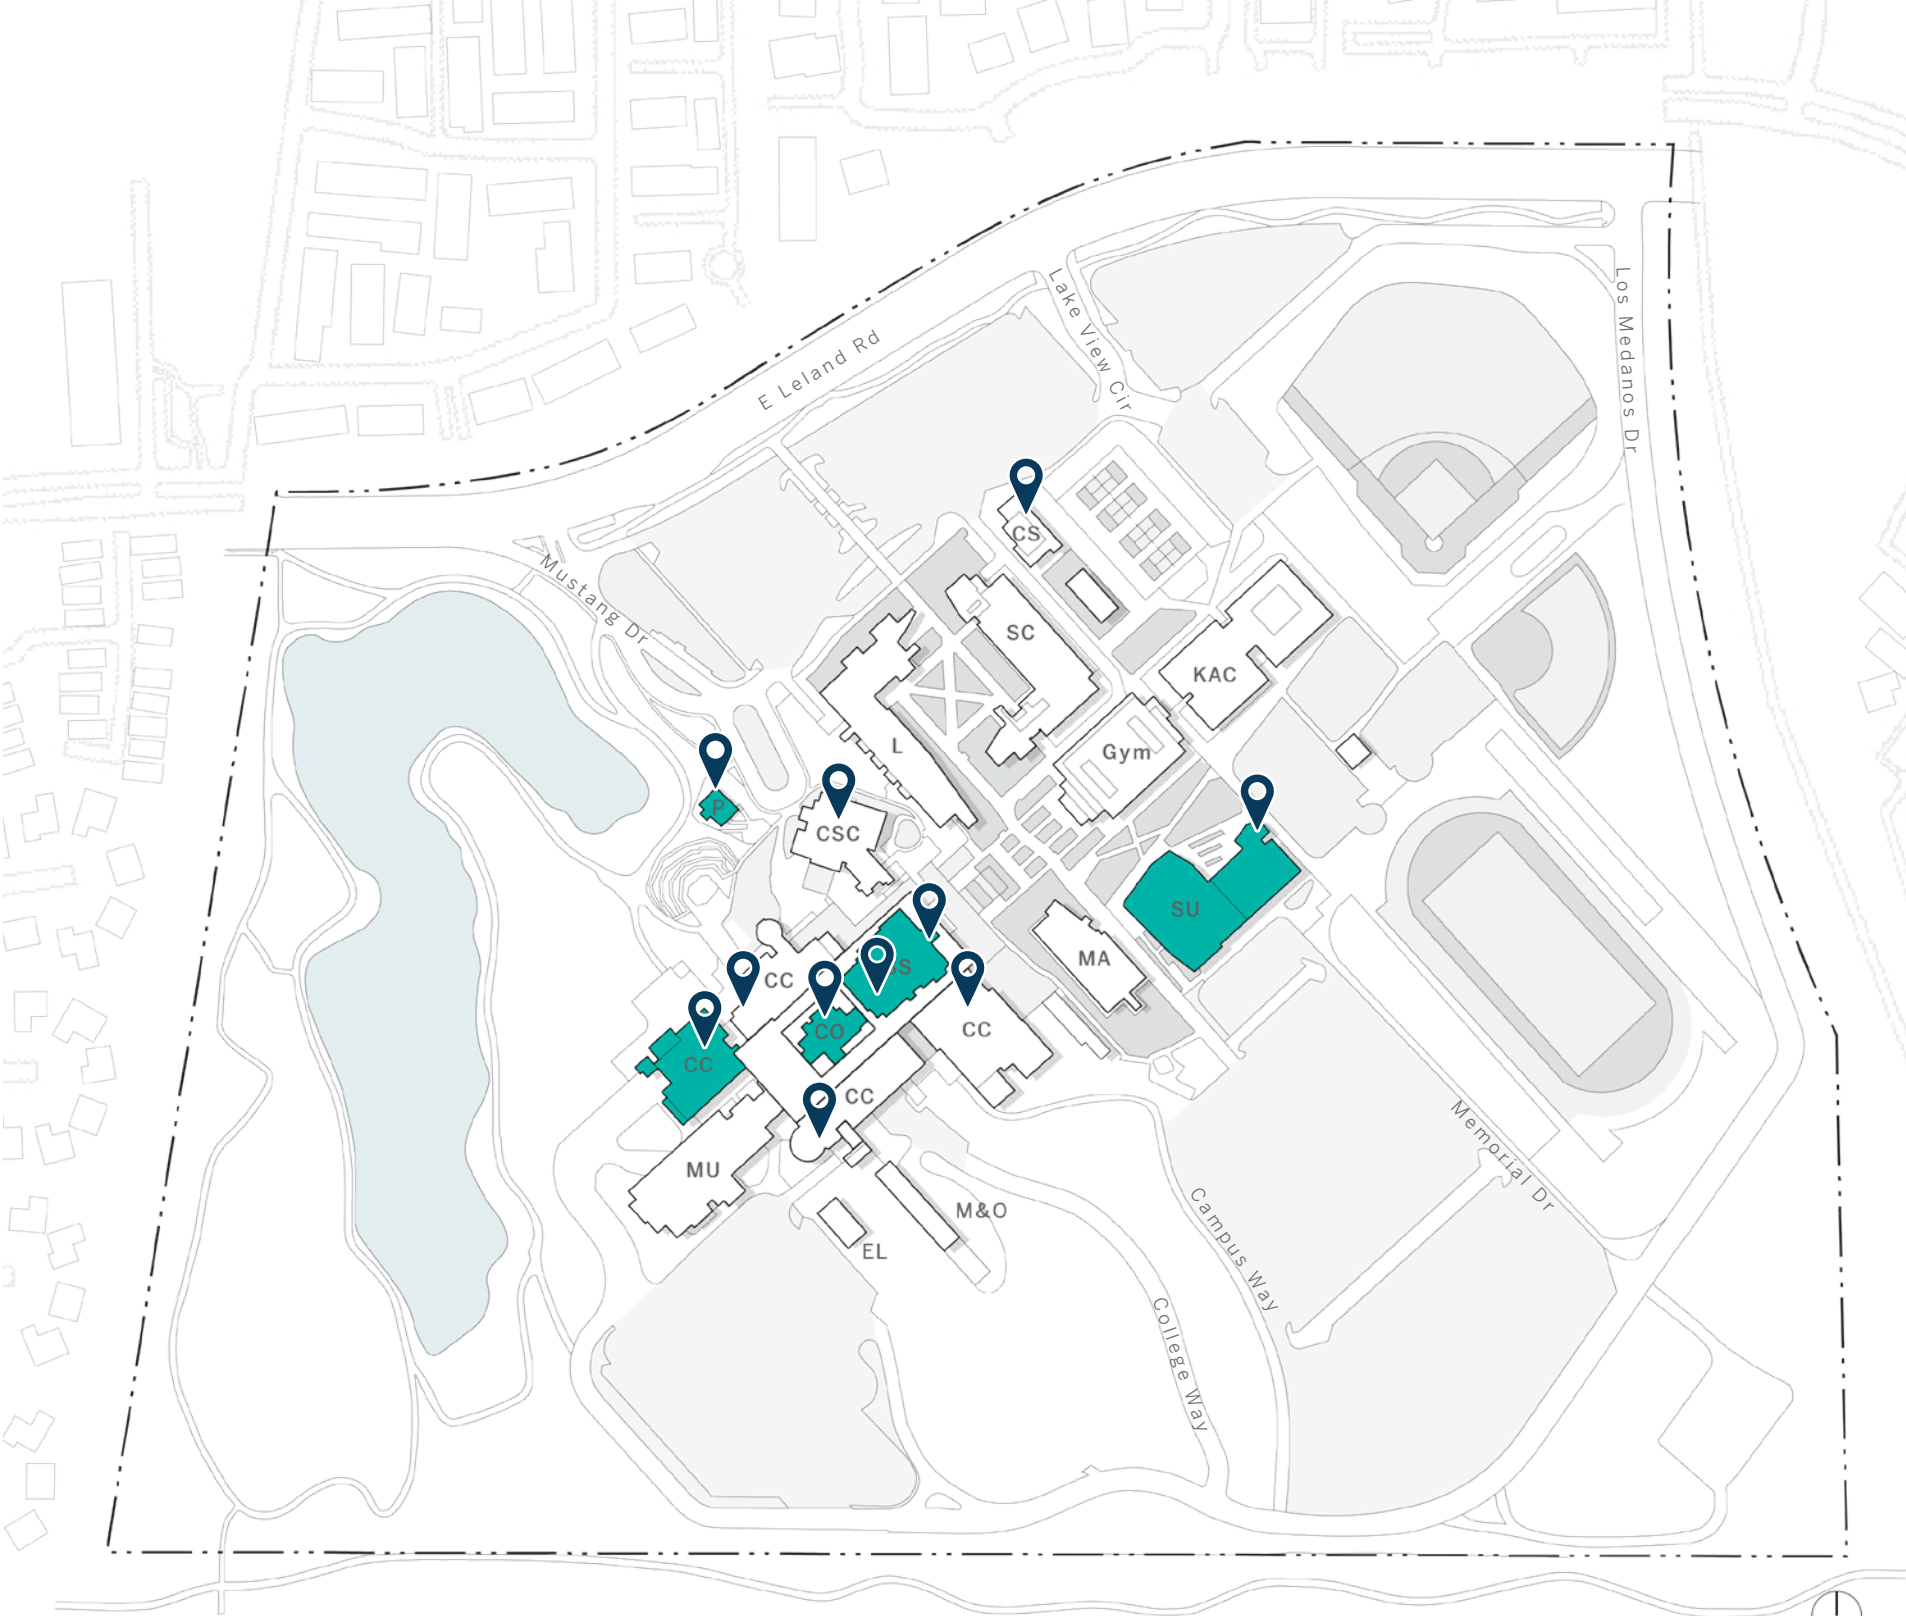 E Leland Rd
Lake View Cir
Los Medanos Dr
Mustang Dr
CS
SC
KAC
L
Gym
P
CSC
SU
MA
CC
CO
CC
CC
CC
MU
M&O
EL
Memorial Dr
Campus Way
College Way